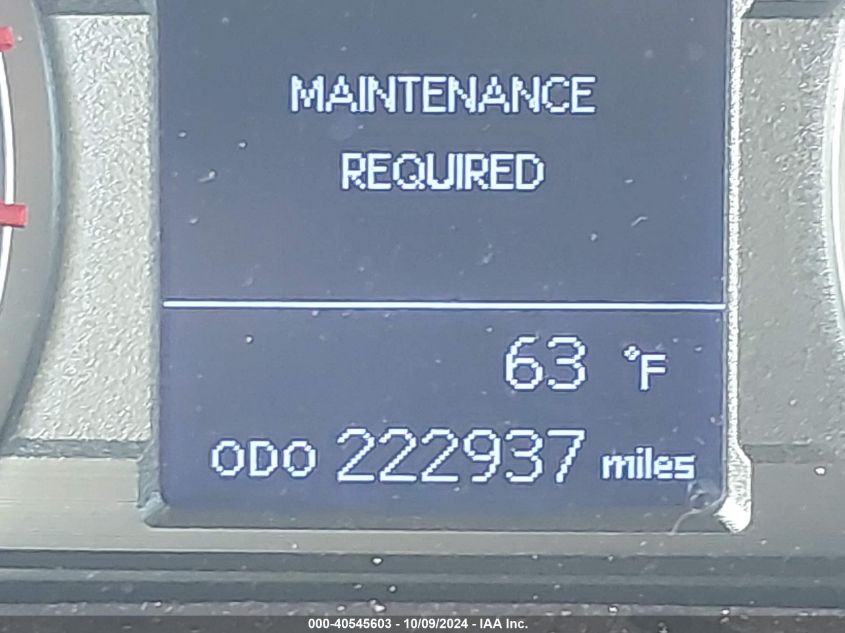 MAINTENANCE
REQUIRED
63 °F
ODO 222937 miles
000-40545603 - 10/09/2024 - IAA Inc.